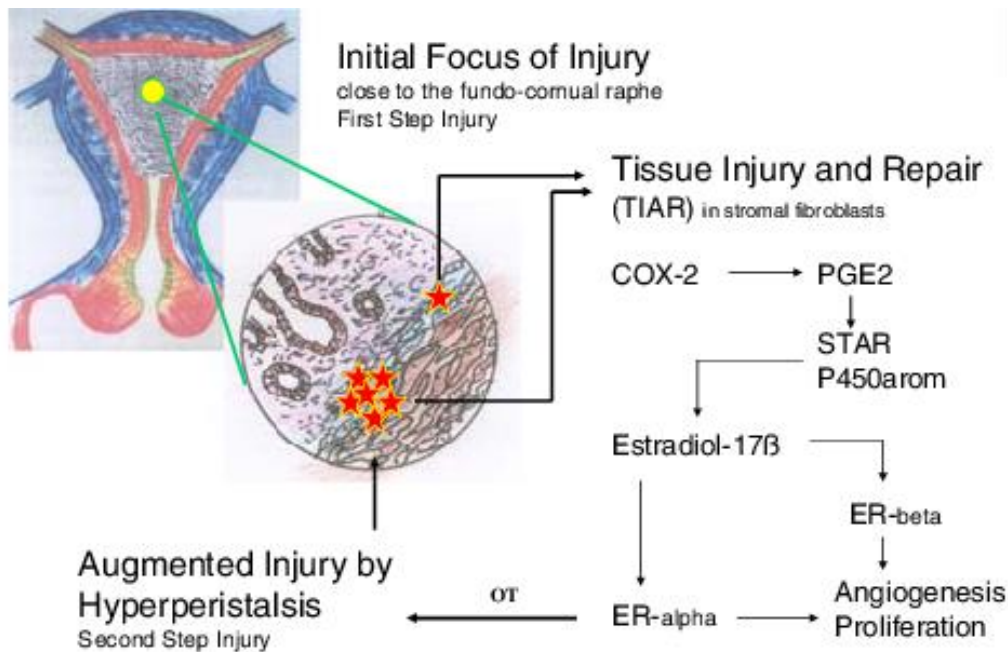 Initial Focus of Injury
close to the fundo-cornual raphe
First Step Injury
Tissue Injury and Repair
(TIAR) in stromal fibroblasts
COX-2
PGE2
STAR
P450arom
Estradiol-17ß
ER-beta
Augmented Injury by
Hyperperistalsis
Second Step Injury
OT
ER-alpha
Angiogenesis
Proliferation